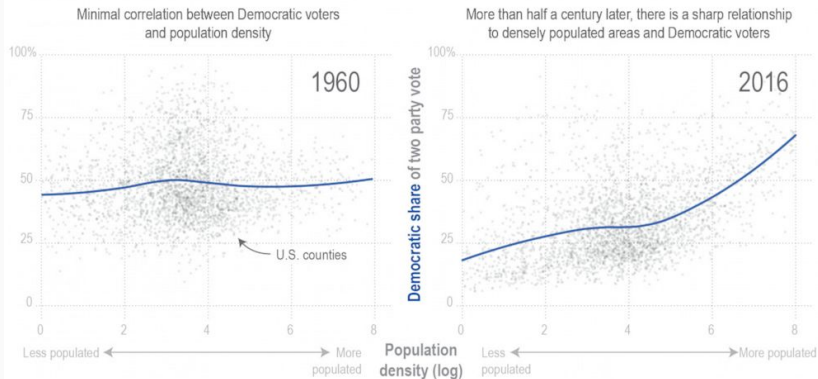 Minimal correlation between Democratic voters
and population density
100%
1960
75
50
25
U.S. counties
0
0 2 4 6 8
Less populated More
populated
Population
density (log)
More than half a century later, there is a sharp relationship
to densely populated areas and Democratic voters
Democratic share of two party vote
100%
2016
75
50
25
0
0 2 4 6 8
Less
populated More populated